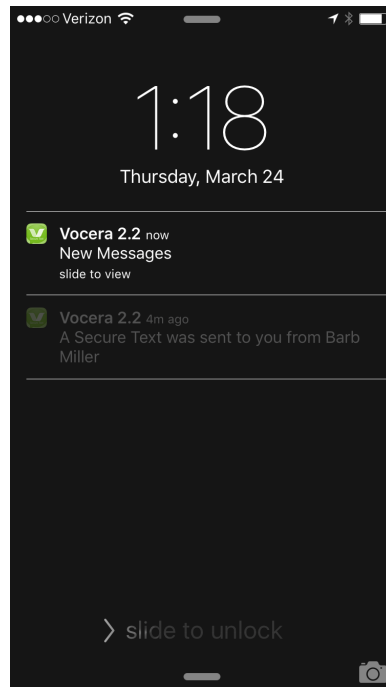 Verizon
1:18
Thursday, March 24
Vocera 2.2 now
New Messages
slide to view
Vocera 2.2 4m ago
A Secure Text was sent to you from Barb
Miller
slide to unlock